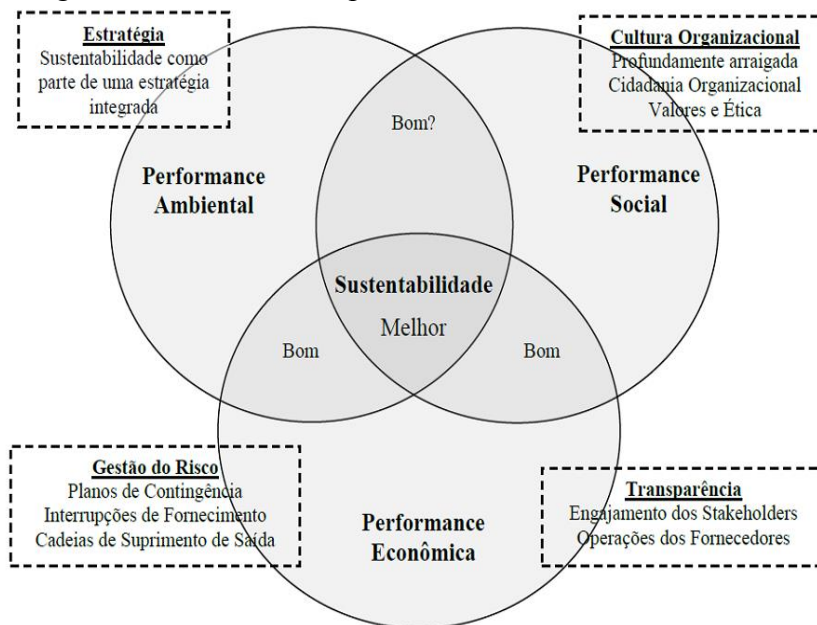 Estratégia
Sustentabilidade como
parte de uma estratégia
integrada
Cultura Organizacional
Profundamente arraigada
Cidadania Organizacional
Valores e Ética
Bom?
Performance
Ambiental
Performance
Social
Sustentabilidade
Melhor
Bom
Bom
Gestão do Risco
Planos de Contingência
Interrupções de Fornecimento
Cadeias de Suprimento de Saída
Performance
Econômica
Transparência
Engajamento dos Stakeholders
Operações dos Fornecedores